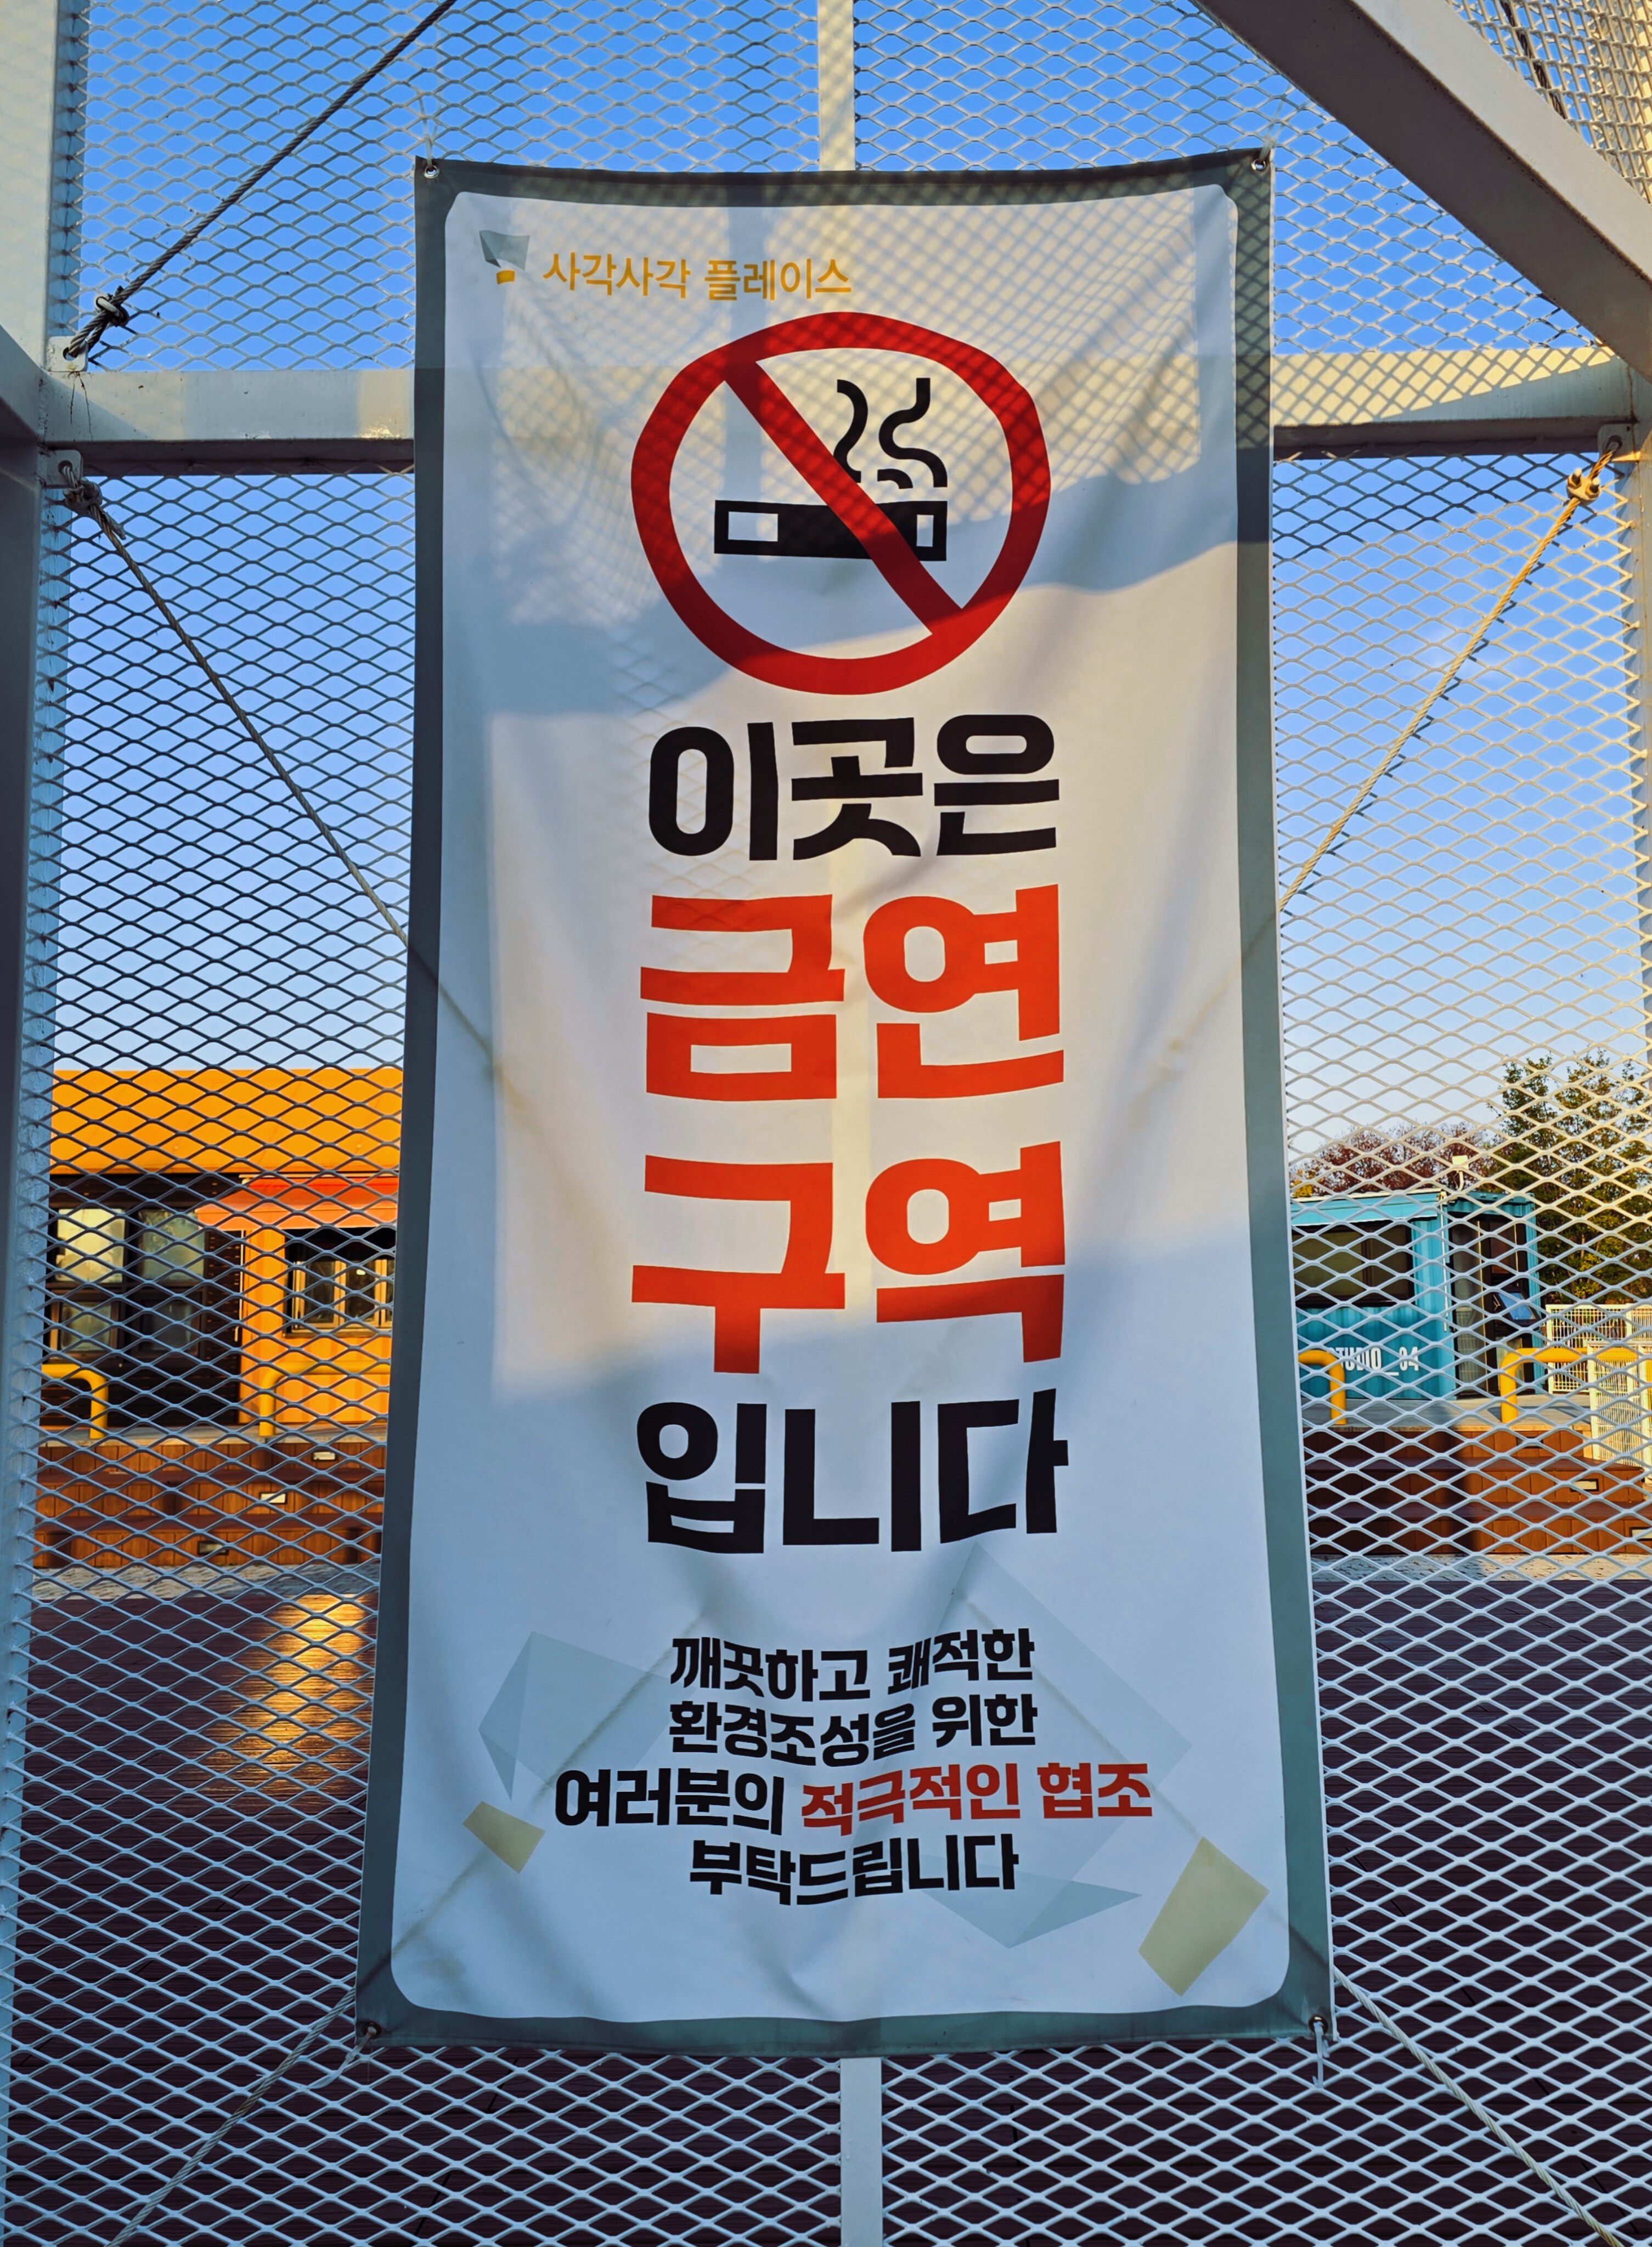 사각사각 플레이스
이곳은
금연
구역
입니다
깨끗하고 쾌적한
환경조성을 위한
여러분의 적극적인 협조
부탁드립니다
STUDIO_04